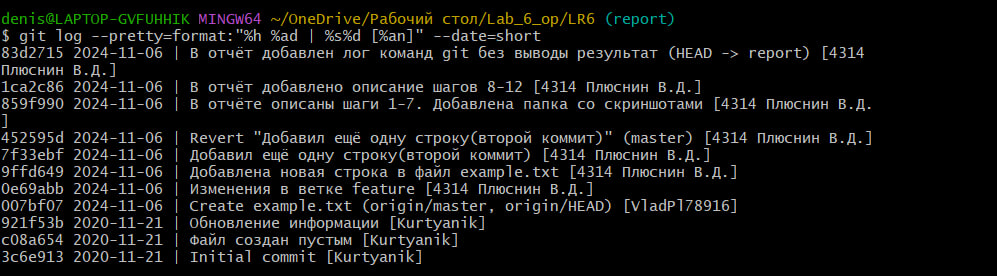 denis@LAPTOP-GVFUHHIK MINGW64 ~/OneDrive/Рабочий стол/Lab_6_op/LR6 (report)
$ git log --pretty=format:"%h %ad | %s%d [%an]" --date=short
83d2715 2024-11-06 | В отчёт добавлен лог команд git без выводы результат (HEAD -> report) [4314
Плюснин В.Д.]
1ca2c86 2024-11-06 | В отчёт добавлено описание шагов 8-12 [4314 Плюснин В.Д.]
859f990 2024-11-06 | В отчёте описаны шаги 1-7. Добавлена папка со скриншотами [4314 Плюснин В.Д.
]
452595d 2024-11-06 | Revert "Добавил ещё одну строку(второй коммит)" (master) [4314 Плюснин В.Д.]
7f33ebf 2024-11-06 | Добавил ещё одну строку(второй коммит) [4314 Плюснин В.Д.]
9ffd649 2024-11-06 | Добавлена новая строка в файл example.txt [4314 Плюснин В.Д.]
0e69abb 2024-11-06 | Изменения в ветке feature [4314 Плюснин В.Д.]
007bf07 2024-11-06 | Create example.txt (origin/master, origin/HEAD) [VladPl78916]
921f53b 2020-11-21 | Обновление информации [Kurtyanik]
c08a654 2020-11-21 | Файл создан пустым [Kurtyanik]
3c6e913 2020-11-21 | Initial commit [Kurtyanik]